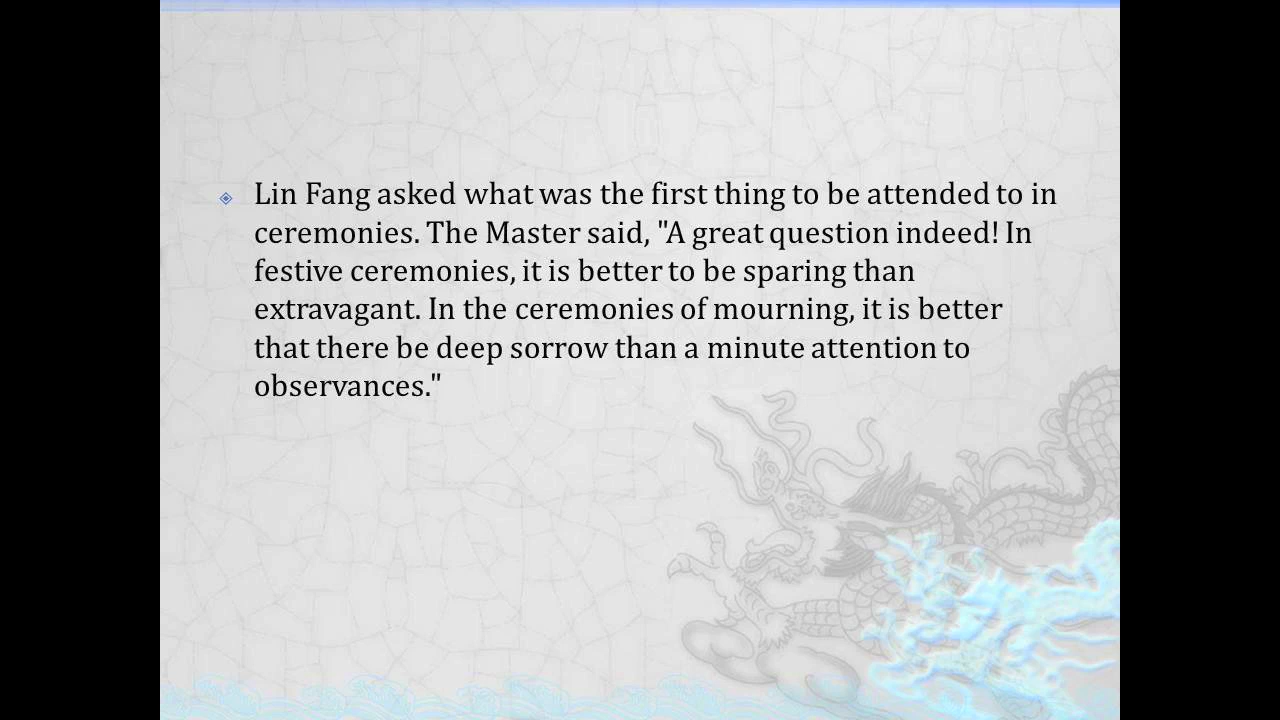 Lin Fang asked what was the first thing to be attended to in
ceremonies. The Master said, "A great question indeed! In
festive ceremonies, it is better to be sparing than
extravagant. In the ceremonies of mourning, it is better
that there be deep sorrow than a minute attention to
observances."